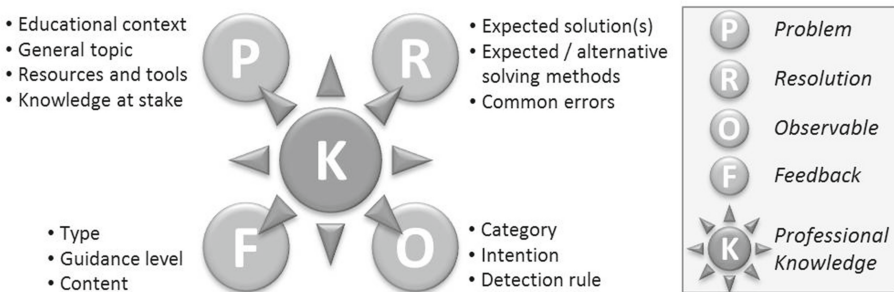 • Educational context
• General topic
• Resources and tools
• Knowledge at stake
P
R
• Expected solution(s)
• Expected / alternative
solving methods
• Common errors
K
• Type
• Guidance level
• Content
F
O
• Category
• Intention
• Detection rule
P Problem
R Resolution
O Observable
F Feedback
K Professional
Knowledge